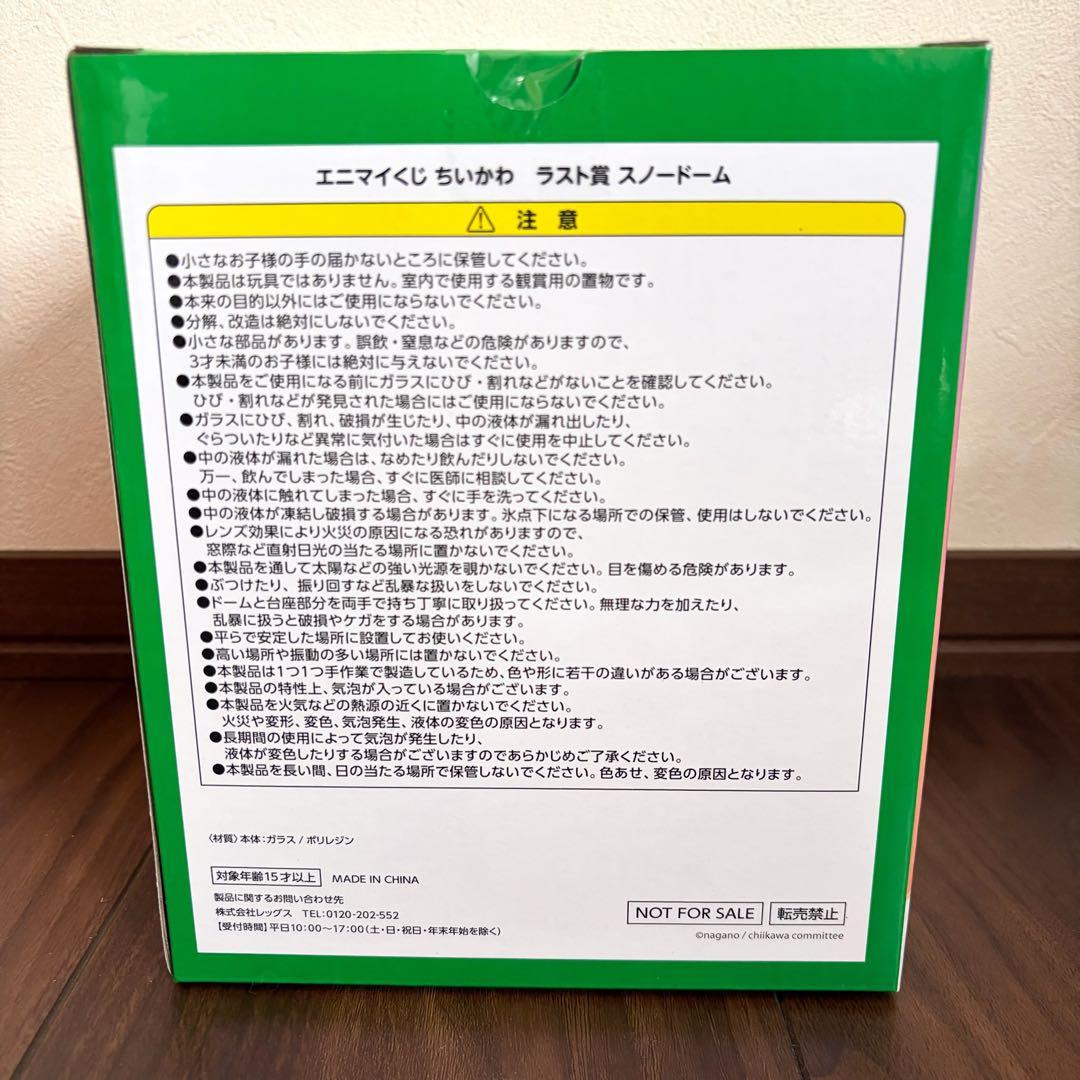 エニマイくじ ちいかわ　ラスト賞 スノードーム
注 意
●小さなお子様の手の届かないところに保管してください。
●本製品は玩具ではありません。室内で使用する観賞用の置物です。
●本来の目的以外にはご使用にならないでください。
●分解、改造は絶対にしないでください。
●小さな部品があります。誤飲・窒息などの危険がありますので、
3才未満のお子様には絶対に与えないでください。
●本製品をご使用になる前にガラスにひび・割れなどがないことを確認してください。
ひび・割れなどが発見された場合にはご使用にならないでください。
●ガラスにひび、割れ、破損が生じたり、中の液体が漏れ出したり、
ぐらついたりなど異常に気付いた場合はすぐに使用を中止してください。
●中の液体が漏れた場合は、なめたり飲んだりしないでください。
万一、飲んでしまった場合、すぐに医師に相談してください。
●中の液体に触れてしまった場合、すぐに手を洗ってください。
●中の液体が凍結し破損する場合があります。氷点下になる場所での保管、使用はしないでください。
●レンズ効果により火災の原因になる恐れがありますので、
窓際など直射日光の当たる場所に置かないでください。
●本製品を通して太陽などの強い光源を覗かないでください。目を傷める危険があります。
●ぶつけたり、振り回すなど乱暴な扱いをしないでください。
●ドームと台座部分を両手で持ち丁寧に取り扱ってください。無理な力を加えたり、
乱暴に扱うと破損やケガをする場合があります。
●平らで安定した場所に設置してお使いください。
●高い場所や振動の多い場所には置かないでください。
●本製品は1つ1つ手作業で製造しているため、色や形に若干の違いがある場合がございます。
●本製品の特性上、気泡が入っている場合がございます。
●本製品を火気などの熱源の近くに置かないでください。
火災や変形、変色、気泡発生、液体の変色の原因となります。
●長期間の使用によって気泡が発生したり、
液体が変色したりする場合がございますのであらかじめご了承ください。
●本製品を長い間、日の当たる場所で保管しないでください。色あせ、変色の原因となります。
〈材質〉本体：ガラス / ポリレジン
対象年齢15才以上 MADE IN CHINA
製品に関するお問い合わせ先
株式会社レッグス TEL：0120-202-552
【受付時間】平日10:00〜17:00（土・日・祝日・年末年始を除く）
NOT FOR SALE 転売禁止
©nagano / chiikawa committee